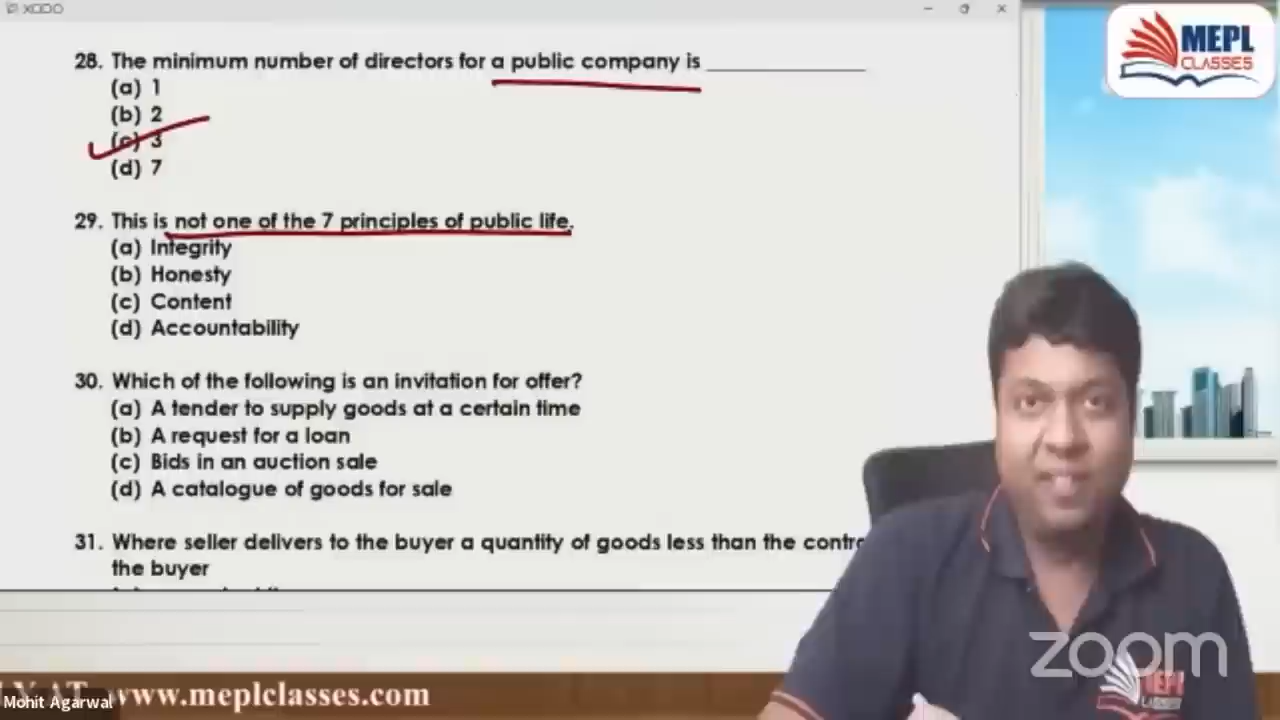 XODO
28. The minimum number of directors for a public company is ____________
(a) 1
(b) 2
(c) 3
(d) 7
29. This is not one of the 7 principles of public life.
(a) Integrity
(b) Honesty
(c) Content
(d) Accountability
30. Which of the following is an invitation for offer?
(a) A tender to supply goods at a certain time
(b) A request for a loan
(c) Bids in an auction sale
(d) A catalogue of goods for sale
31. Where seller delivers to the buyer a quantity of goods less than the contr
the buyer
MEPL
CLASSES
zoom
MEPL
CLASSES
www.meplclasses.com
Mohit Agarwal